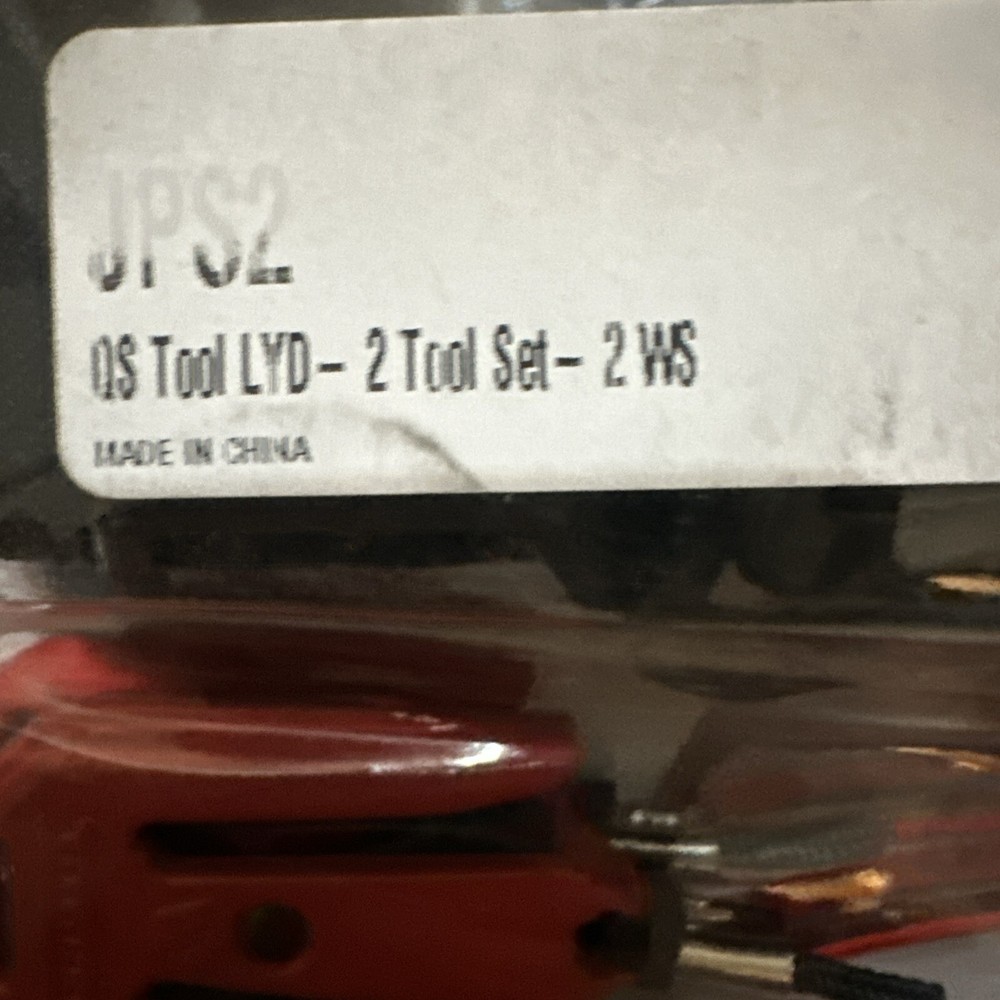 JPS2
QS Tool LYD- 2 Tool Set- 2 WS
MADE IN CHINA